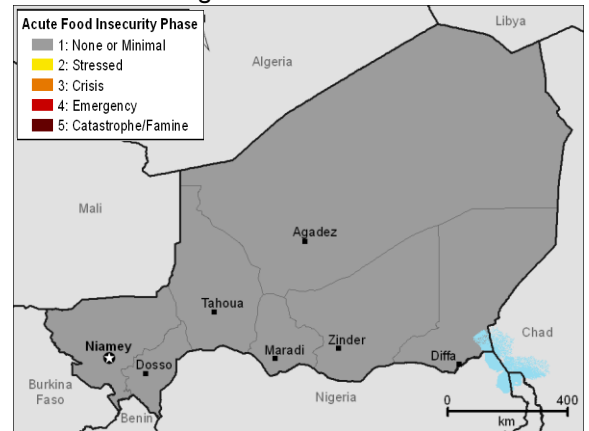 Acute Food Insecurity Phase
1: None or Minimal
2: Stressed
3: Crisis
4: Emergency
5: Catastrophe/Famine
Libya
Algeria
Mali
Agadez
Tahoua
Niamey
Dosso
Maradi
Zinder
Diffa
Chad
Burkina
Faso
Benin
Nigeria
0 400
km